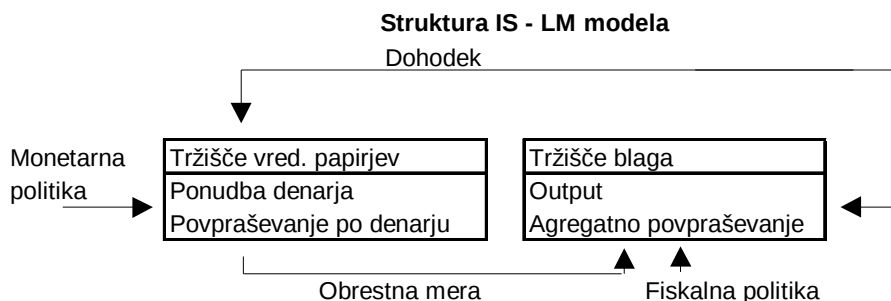 Struktura IS - LM modela
Dohodek
Monetarna
politika
Tržišče vred. papirjev
Ponudba denarja
Povpraševanje po denarju
Tržišče blaga
Output
Agregatno povpraševanje
Obrestna mera
Fiskalna politika